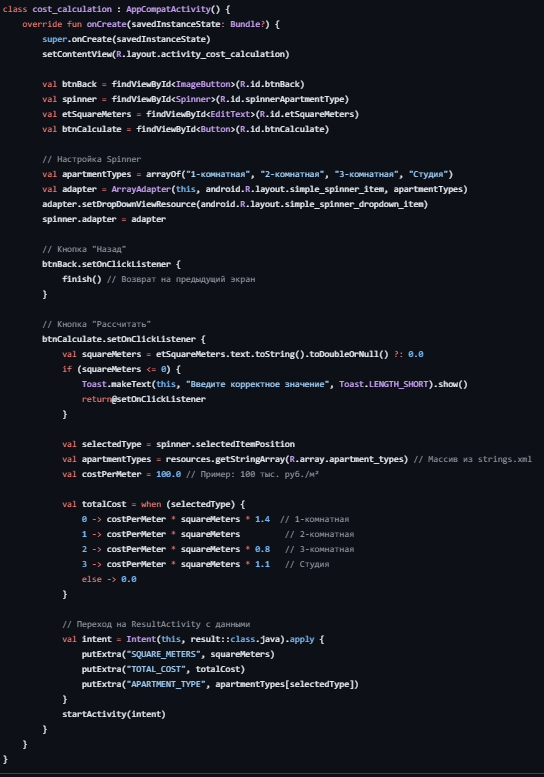 class cost_calculation : AppCompatActivity() {
    override fun onCreate(savedInstanceState: Bundle?) {
        super.onCreate(savedInstanceState)
        setContentView(R.layout.activity_cost_calculation)

        val btnBack = findViewById<ImageButton>(R.id.btnBack)
        val spinner = findViewById<Spinner>(R.id.spinnerApartmentType)
        val etSquareMeters = findViewById<EditText>(R.id.etSquareMeters)
        val btnCalculate = findViewById<Button>(R.id.btnCalculate)

        // Настройка Spinner
        val apartmentTypes = arrayOf("1-комнатная", "2-комнатная", "3-комнатная", "Студия")
        val adapter = ArrayAdapter(this, android.R.layout.simple_spinner_item, apartmentTypes)
        adapter.setDropDownViewResource(android.R.layout.simple_spinner_dropdown_item)
        spinner.adapter = adapter

        // Кнопка "Назад"
        btnBack.setOnClickListener {
            finish() // Возврат на предыдущий экран
        }

        // Кнопка "Рассчитать"
        btnCalculate.setOnClickListener {
            val squareMeters = etSquareMeters.text.toString().toDoubleOrNull() ?: 0.0
            if (squareMeters <= 0) {
                Toast.makeText(this, "Введите корректное значение", Toast.LENGTH_SHORT).show()
                return@setOnClickListener
            }

            val selectedType = spinner.selectedItemPosition
            val apartmentTypes = resources.getStringArray(R.array.apartment_types) // Массив из strings.xml
            val costPerMeter = 100.0 // Пример: 100 тыс. руб./м²

            val totalCost = when (selectedType) {
                0 -> costPerMeter * squareMeters * 1.4  // 1-комнатная
                1 -> costPerMeter * squareMeters        // 2-комнатная
                2 -> costPerMeter * squareMeters * 0.8  // 3-комнатная
                3 -> costPerMeter * squareMeters * 1.1  // Студия
                else -> 0.0
            }

            // Переход на ResultActivity с данными
            val intent = Intent(this, result::class.java).apply {
                putExtra("SQUARE_METERS", squareMeters)
                putExtra("TOTAL_COST", totalCost)
                putExtra("APARTMENT_TYPE", apartmentTypes[selectedType])
            }
            startActivity(intent)
        }
    }
}